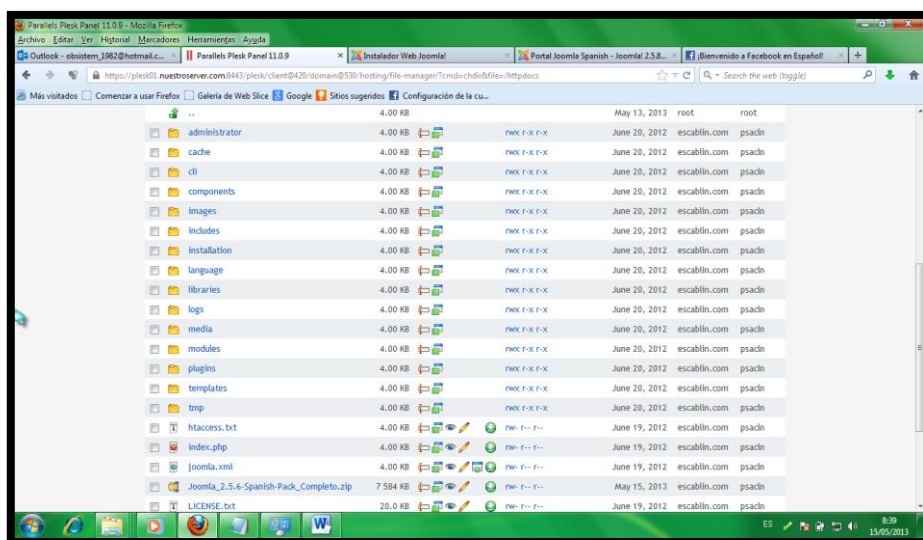 Parallels Plesk Panel 11.0.9 - Mozilla Firefox
Archivo Editar Ver Historial Marcadores Herramientas Ayuda
Outlook - obsistem_1982@hotmail.c... Parallels Plesk Panel 11.0.9 Instalador Web Joomla! Portal Joomla Spanish - Joomla! 2.5.8... ¡Bienvenido a Facebook en Español!
https://plesk01.nuestroserver.com:8443/plesk/client@420/domain@530/hosting/file-manager/?cmd=chdir&file=/httpdocs Search the web (toggle)
Más visitados Comenzar a usar Firefox Galería de Web Slice Google Sitios sugeridos Configuración de la cu...
.. 4.00 KB May 13, 2013 root root
administrator 4.00 KB rwx r-x r-x June 20, 2012 escablin.com psacln
cache 4.00 KB rwx r-x r-x June 20, 2012 escablin.com psacln
cli 4.00 KB rwx r-x r-x June 20, 2012 escablin.com psacln
components 4.00 KB rwx r-x r-x June 20, 2012 escablin.com psacln
images 4.00 KB rwx r-x r-x June 20, 2012 escablin.com psacln
includes 4.00 KB rwx r-x r-x June 20, 2012 escablin.com psacln
installation 4.00 KB rwx r-x r-x June 20, 2012 escablin.com psacln
language 4.00 KB rwx r-x r-x June 20, 2012 escablin.com psacln
libraries 4.00 KB rwx r-x r-x June 20, 2012 escablin.com psacln
logs 4.00 KB rwx r-x r-x June 20, 2012 escablin.com psacln
media 4.00 KB rwx r-x r-x June 20, 2012 escablin.com psacln
modules 4.00 KB rwx r-x r-x June 20, 2012 escablin.com psacln
plugins 4.00 KB rwx r-x r-x June 20, 2012 escablin.com psacln
templates 4.00 KB rwx r-x r-x June 20, 2012 escablin.com psacln
tmp 4.00 KB rwx r-x r-x June 20, 2012 escablin.com psacln
htaccess.txt 4.00 KB rw- r-- r-- June 19, 2012 escablin.com psacln
index.php 4.00 KB rw- r-- r-- June 19, 2012 escablin.com psacln
joomla.xml 4.00 KB rw- r-- r-- June 19, 2012 escablin.com psacln
Joomla_2.5.6-Spanish-Pack_Completo.zip 7 584 KB rw- r-- r-- May 15, 2013 escablin.com psacln
LICENSE.txt 20.0 KB rw- r-- r-- June 19, 2012 escablin.com psacln
ES 8:39
15/05/2013